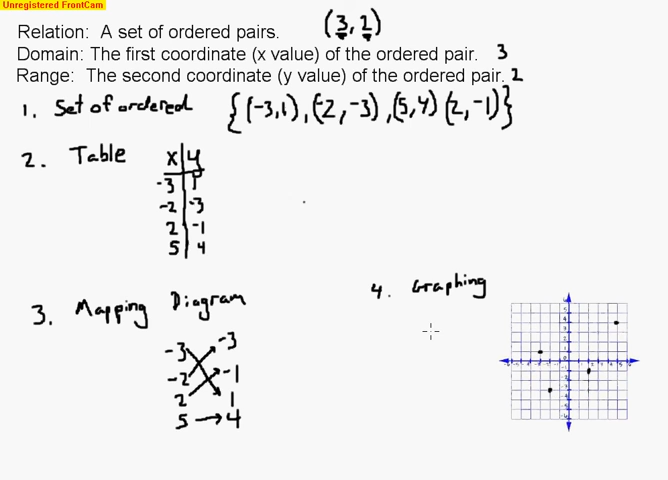 Unregistered FrontCam
Relation: A set of ordered pairs. (3, 2)
Domain: The first coordinate (x value) of the ordered pair. 3
Range: The second coordinate (y value) of the ordered pair. 2
1. Set of ordered {(-3,1), (-2,-3), (5,4) (2,-1)}
2. Table
x y
-3 1
-2 -3
2 -1
5 4
3. Mapping Diagram
-3 -3
-2 -1
2 1
5 4
4. Graphing